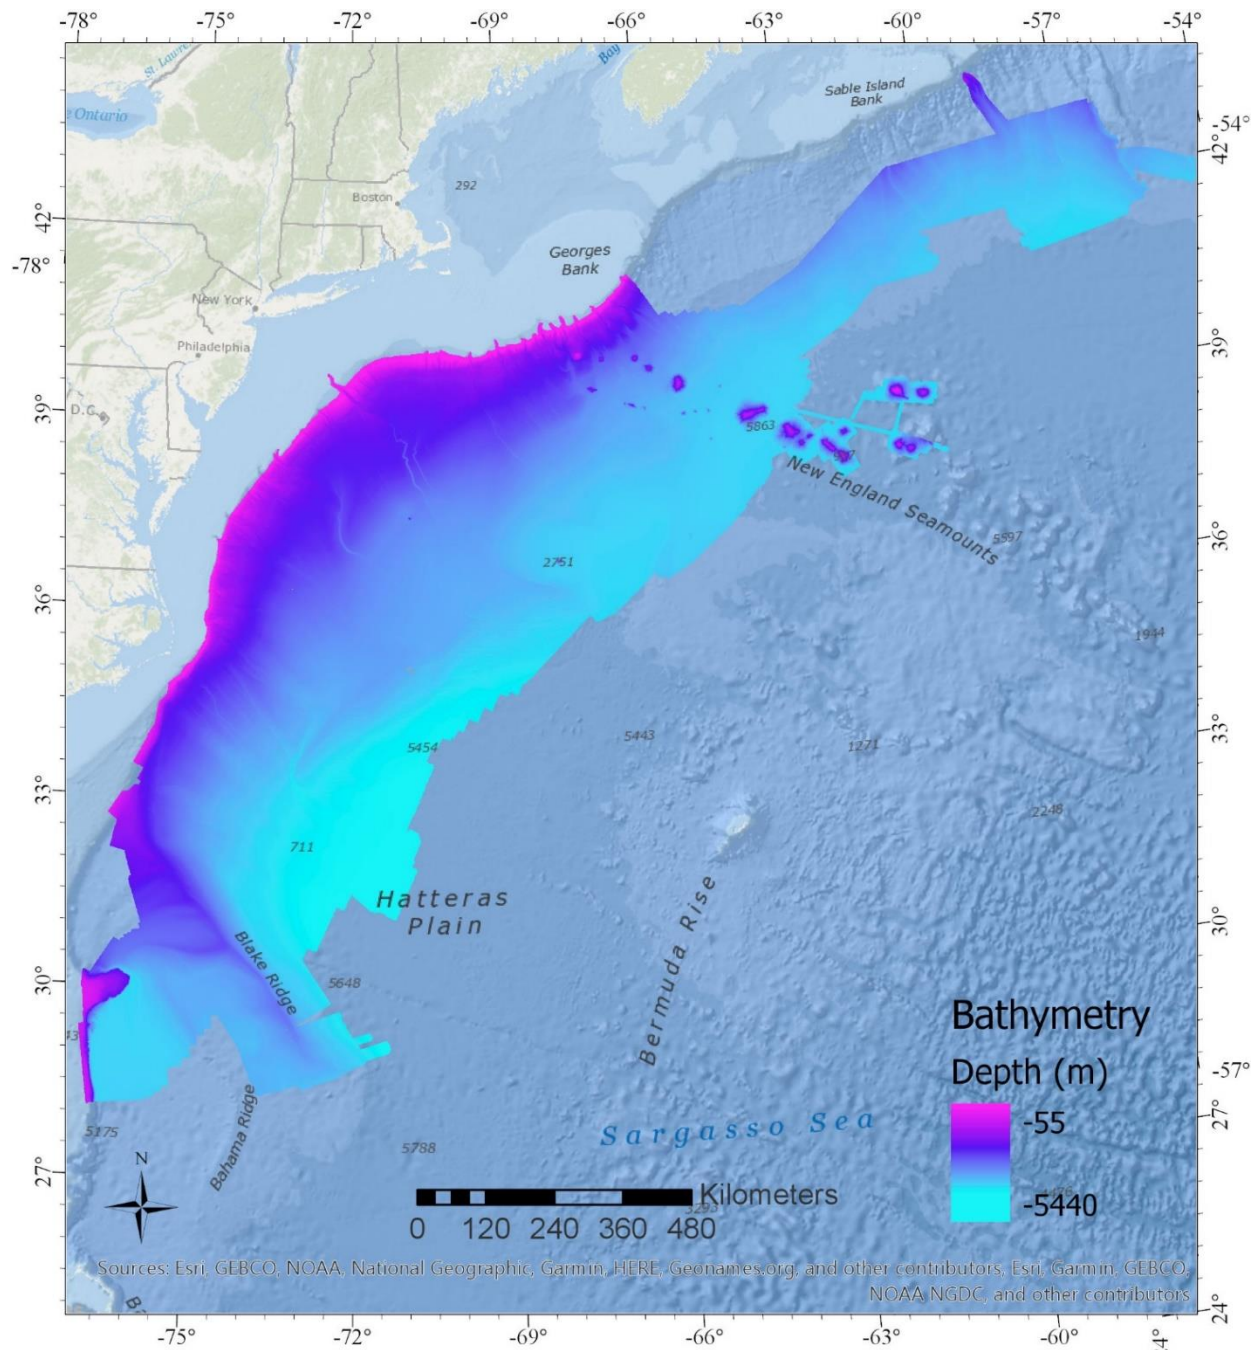 -78° -75° -72° -69° -66° -63° -60° -57° -54°
St. Lawre
Bay
Sable Island
Bank
e Ontario
-54°
42°
292
Boston
42°
Georges
Bank
-78°
New York
Philadelphia
39°
D.C.
39°
5863
New England Seamounts
36°
5597
2751
36°
1944
33°
5454
5443
1271
33°
2248
711
Hatteras
Plain
30°
Blake Ridge
Bermuda Rise
30°
5648
43
Bathymetry
Depth (m)
-57°
-55
27°
5175
Bahama Ridge
Sargasso Sea
5788
N
27°
Kilometers
-5440
5293
0 120 240 360 480
Sources: Esri, GEBCO, NOAA, National Geographic, Garmin, HERE, Geonames.org, and other contributors, Esri, Garmin, GEBCO,
NOAA NGDC, and other contributors
24°
-75° -72° -69° -66° -63° -60°